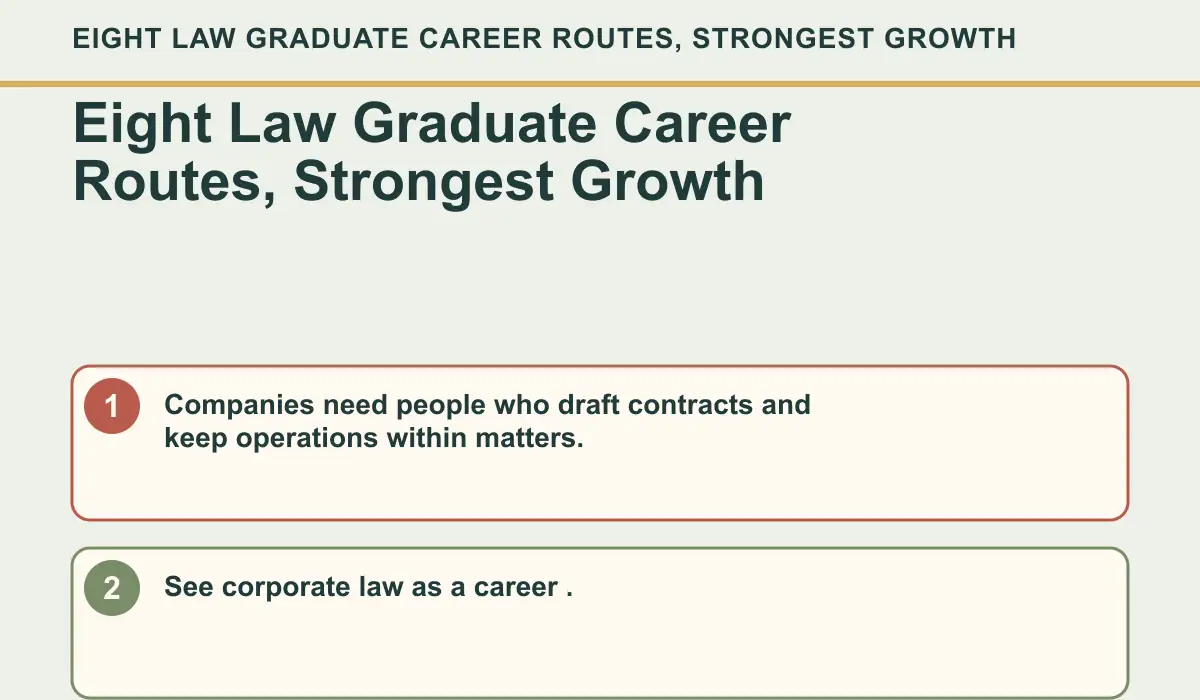 EIGHT LAW GRADUATE CAREER ROUTES, STRONGEST GROWTH
Eight Law Graduate Career
Routes, Strongest Growth
1
Companies need people who draft contracts and
keep operations within matters.
2
See corporate law as a career .